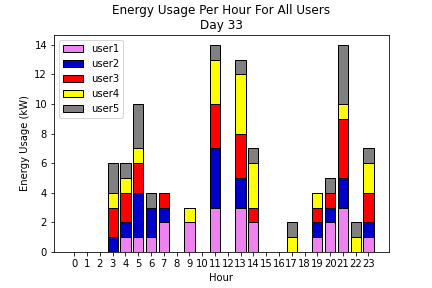 Energy Usage Per Hour For All Users
Day 33
14
12
10
8
6
4
2
0
Energy Usage (kW)
user1
user2
user3
user4
user5
0 1 2 3 4 5 6 7 8 9 10 11 12 13 14 15 16 17 18 19 20 21 22 23
Hour